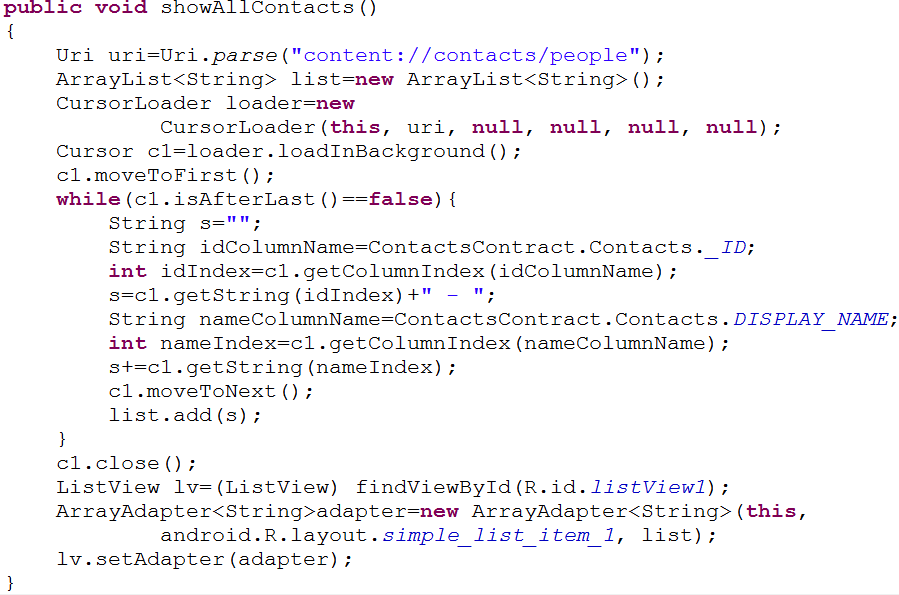 public void showAllContacts()
{
    Uri uri=Uri.parse("content://contacts/people");
    ArrayList<String> list=new ArrayList<String>();
    CursorLoader loader=new
            CursorLoader(this, uri, null, null, null, null);
    Cursor c1=loader.loadInBackground();
    c1.moveToFirst();
    while(c1.isAfterLast()==false){
        String s="";
        String idColumnName=ContactsContract.Contacts._ID;
        int idIndex=c1.getColumnIndex(idColumnName);
        s=c1.getString(idIndex)+" - ";
        String nameColumnName=ContactsContract.Contacts.DISPLAY_NAME;
        int nameIndex=c1.getColumnIndex(nameColumnName);
        s+=c1.getString(nameIndex);
        c1.moveToNext();
        list.add(s);
    }
    c1.close();
    ListView lv=(ListView) findViewById(R.id.listView1);
    ArrayAdapter<String>adapter=new ArrayAdapter<String>(this,
            android.R.layout.simple_list_item_1, list);
    lv.setAdapter(adapter);
}